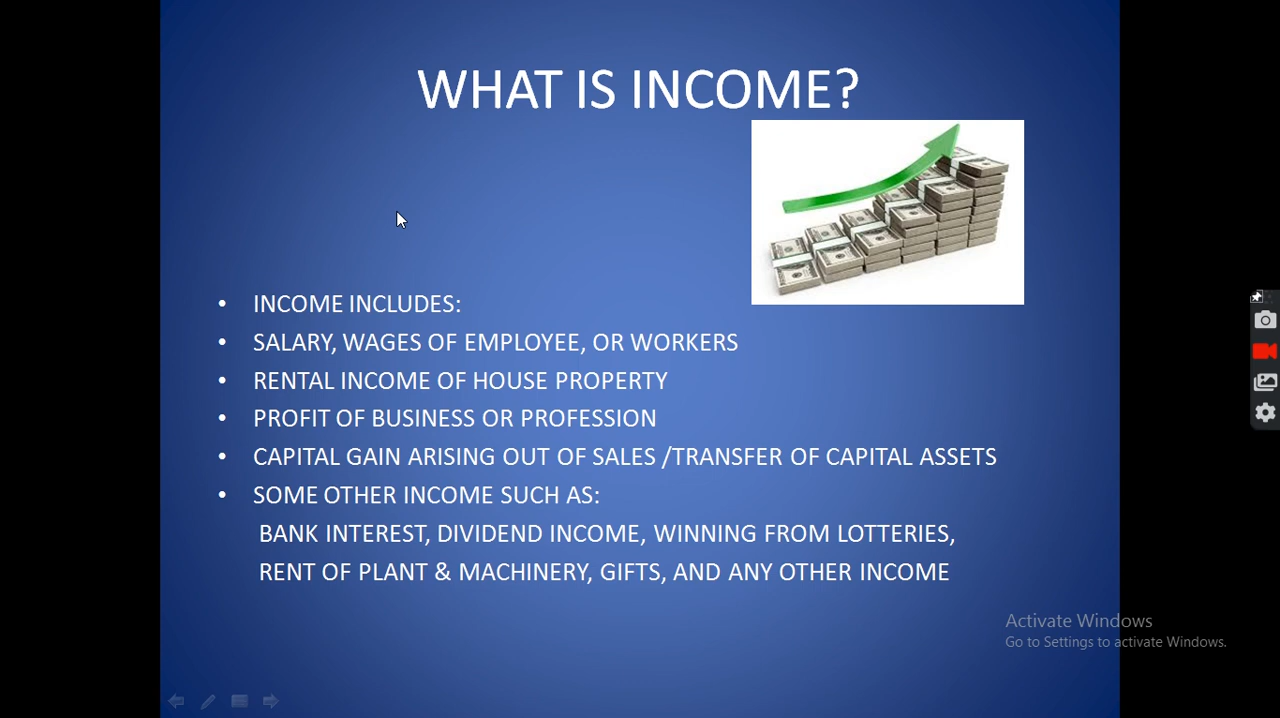 WHAT IS INCOME?
• INCOME INCLUDES:
• SALARY, WAGES OF EMPLOYEE, OR WORKERS
• RENTAL INCOME OF HOUSE PROPERTY
• PROFIT OF BUSINESS OR PROFESSION
• CAPITAL GAIN ARISING OUT OF SALES /TRANSFER OF CAPITAL ASSETS
• SOME OTHER INCOME SUCH AS:
BANK INTEREST, DIVIDEND INCOME, WINNING FROM LOTTERIES,
RENT OF PLANT & MACHINERY, GIFTS, AND ANY OTHER INCOME
Activate Windows
Go to Settings to activate Windows.